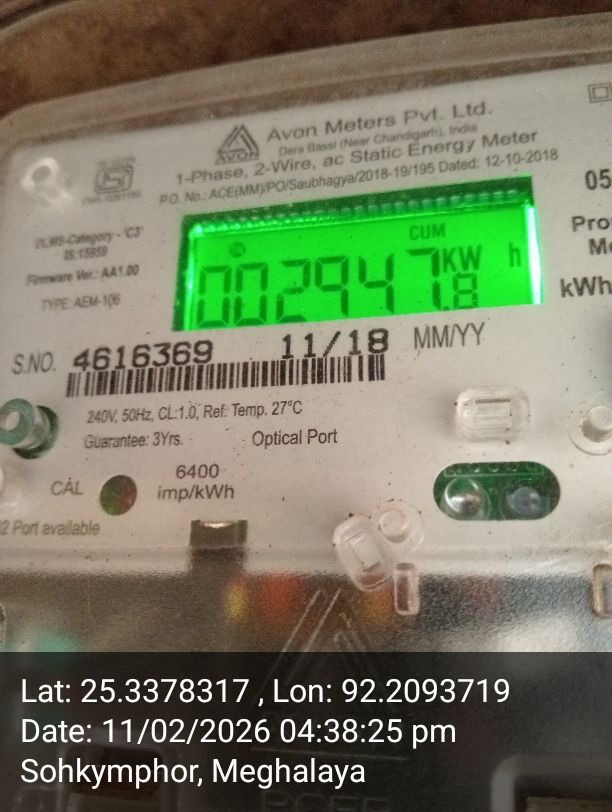 Avon Meters Pvt. Ltd.
Dera Bassi (Near Chandigarh), India
1-Phase, 2-Wire, ac Static Energy Meter
P.O. No.: ACE(MM)/PO/Saubhagya/2018-19/195 Dated: 12-10-2018
AVON
DLMS-Category - 'C3'
IS:15959
Firmware Ver.: AA1.00
TYPE: AEM-106
CUM
002947.8 KW h
05
Pro
kWh
S.NO. 4616369 11/18 MM/YY
240V, 50Hz, CL:1.0, Ref. Temp. 27°C
Guarantee: 3Yrs. Optical Port
CAL 6400
imp/kWh
2 Port available
Lat: 25.3378317 , Lon: 92.2093719
Date: 11/02/2026 04:38:25 pm
Sohkymphor, Meghalaya